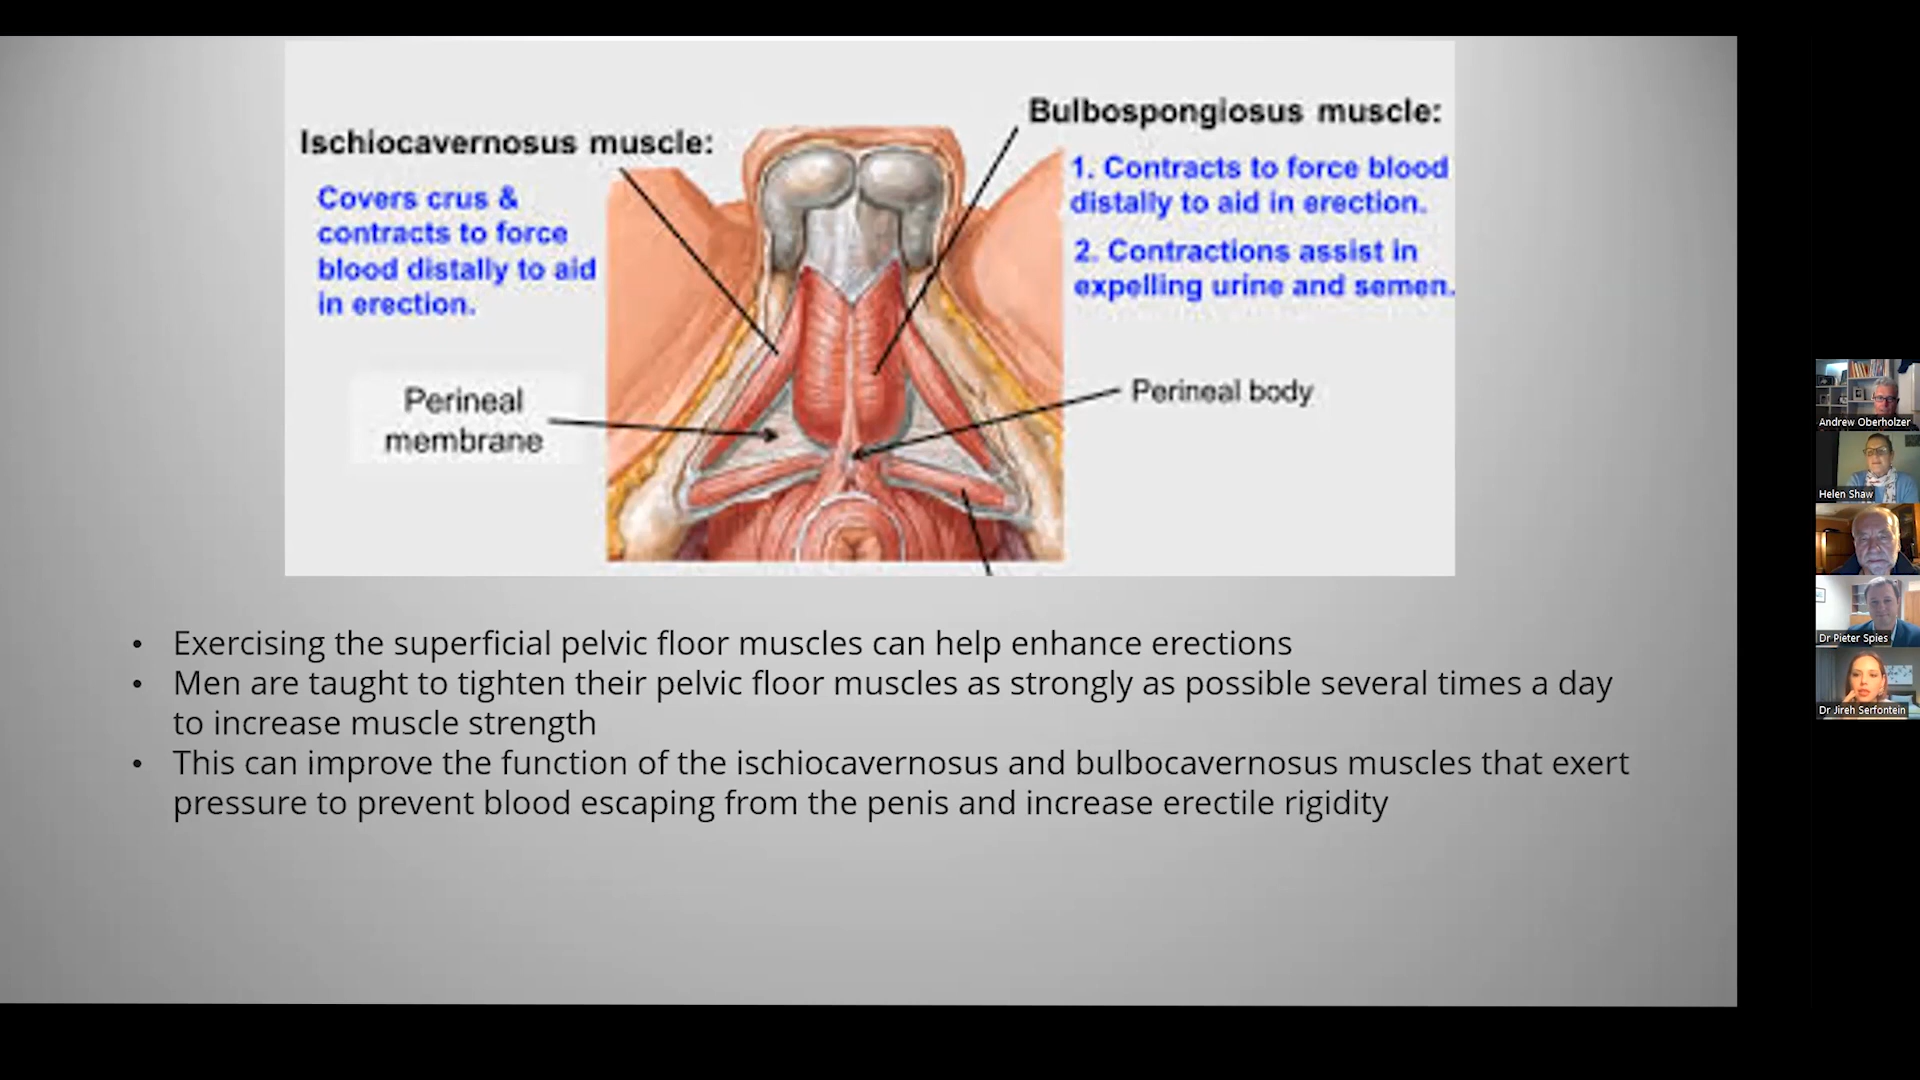 Ischiocavernosus muscle:
Covers crus &
contracts to force
blood distally to aid
in erection.
Perineal
membrane
Bulbospongiosus muscle:
1. Contracts to force blood
distally to aid in erection.
2. Contractions assist in
expelling urine and semen.
Perineal body
• Exercising the superficial pelvic floor muscles can help enhance erections
• Men are taught to tighten their pelvic floor muscles as strongly as possible several times a day
to increase muscle strength
• This can improve the function of the ischiocavernosus and bulbocavernosus muscles that exert
pressure to prevent blood escaping from the penis and increase erectile rigidity
Andrew Oberholzer
Helen Shaw
Dr Pieter Spies
Dr Jireh Serfontein